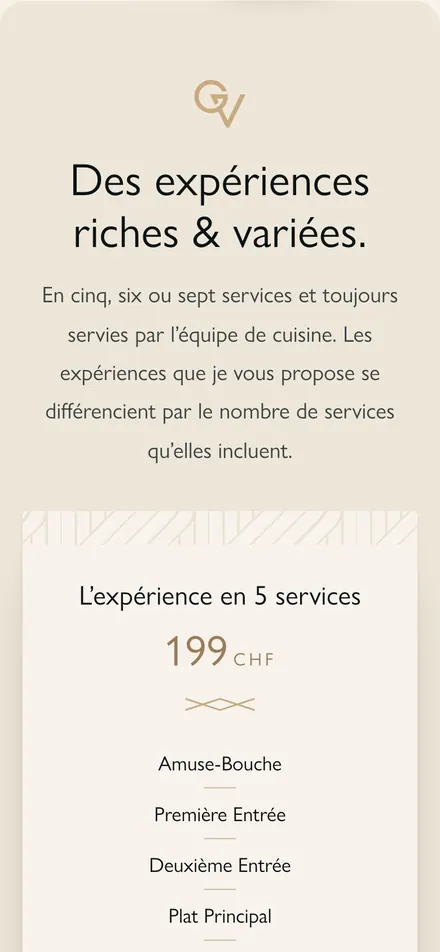 GV
Des expériences
riches & variées.
En cinq, six ou sept services et toujours
servies par l’équipe de cuisine. Les
expériences que je vous propose se
différencient par le nombre de services
qu’elles incluent.
L’expérience en 5 services
199 CHF
Amuse-Bouche
Première Entrée
Deuxième Entrée
Plat Principal